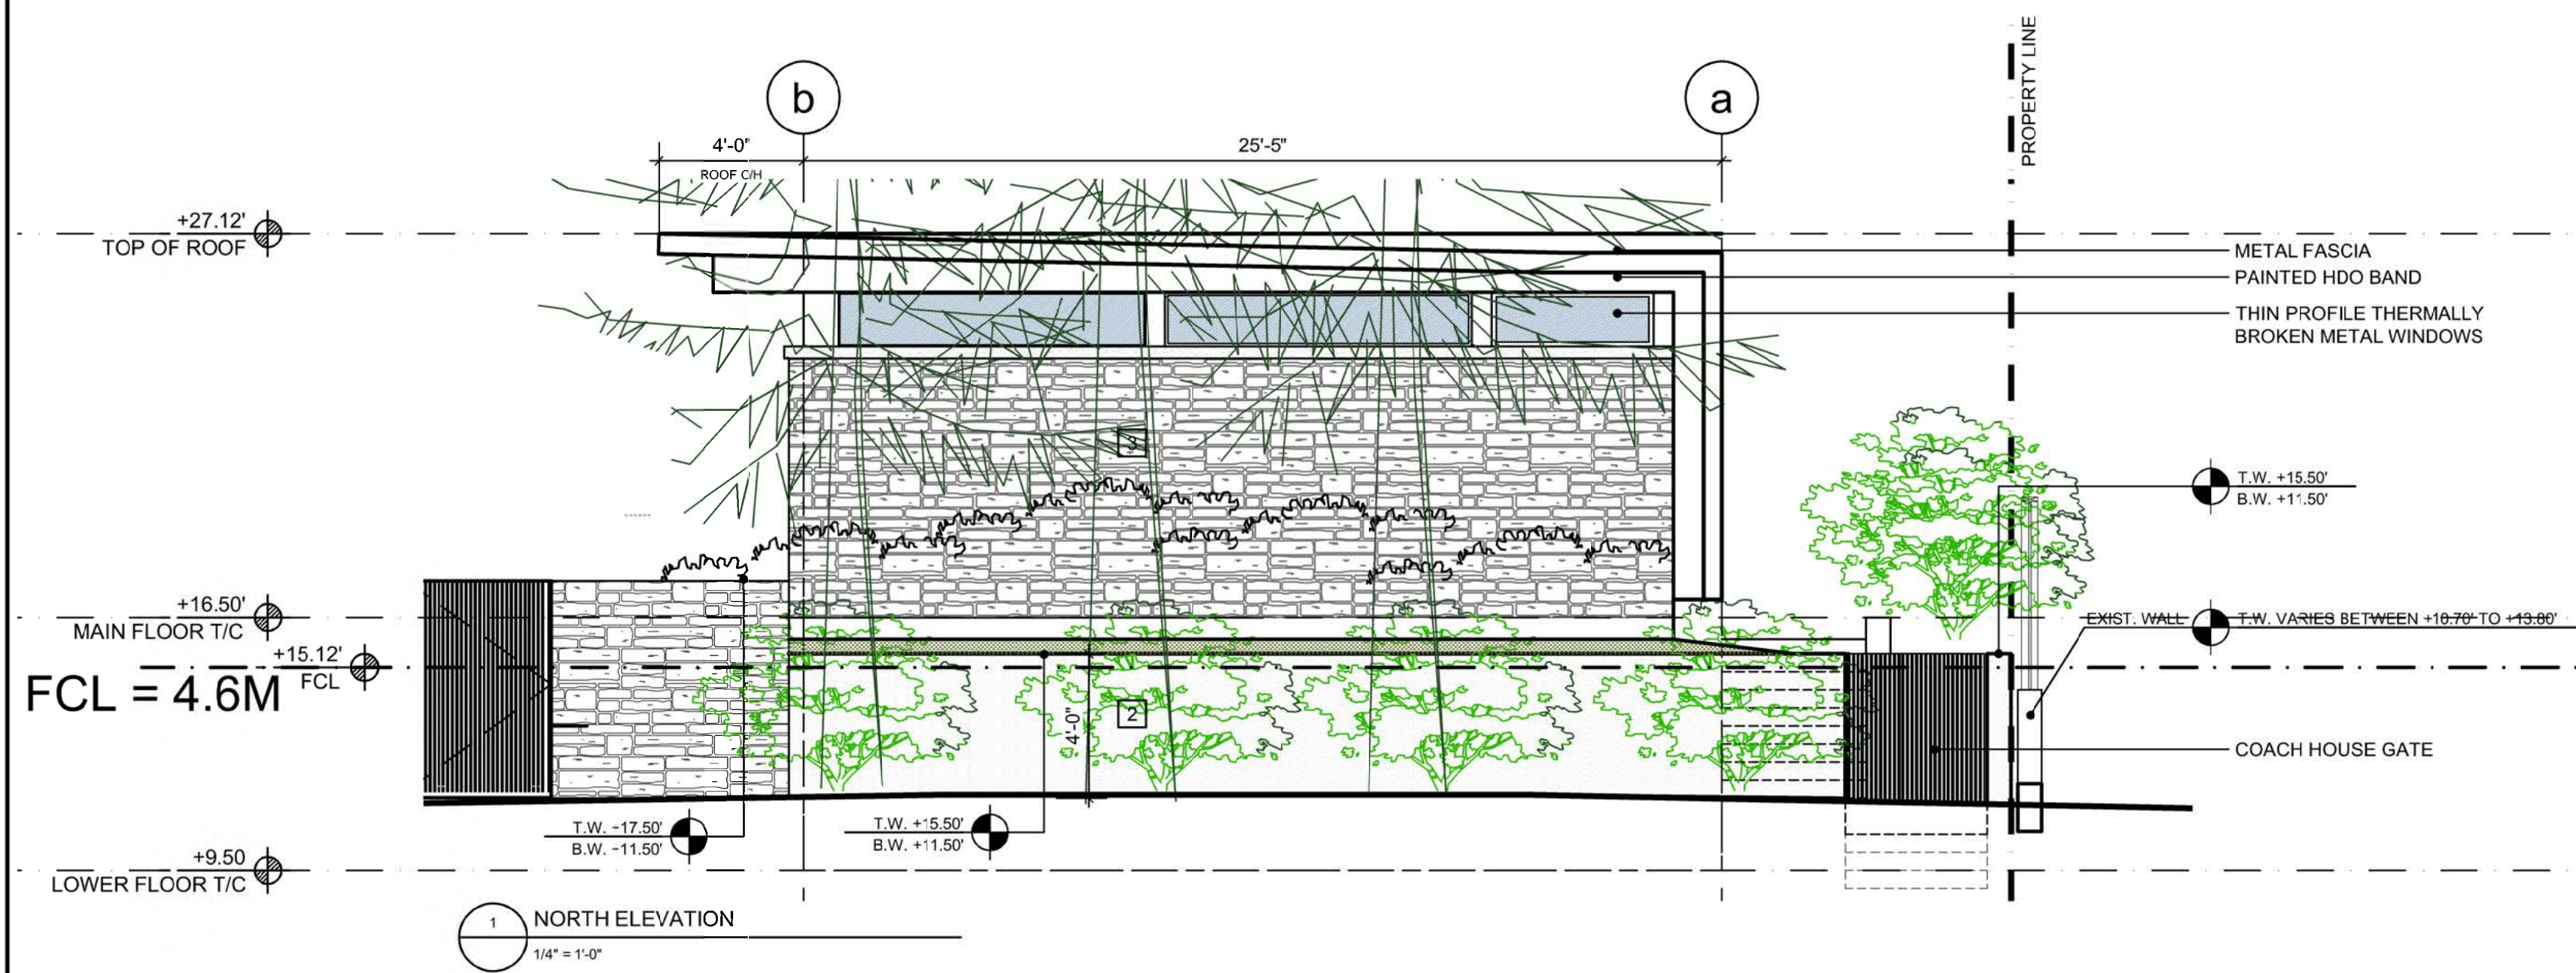 PROPERTY LINE
b
a
4'-0"
25'-5"
ROOF O/H
+27.12'
TOP OF ROOF
METAL FASCIA
PAINTED HDO BAND
THIN PROFILE THERMALLY
BROKEN METAL WINDOWS
3
T.W. +15.50'
B.W. +11.50'
+16.50'
MAIN FLOOR T/C
EXIST. WALL
T.W. VARIES BETWEEN +10.70' TO +13.80'
+15.12'
FCL
FCL = 4.6M
2
4'-0"
COACH HOUSE GATE
T.W. +17.50'
B.W. +11.50'
T.W. +15.50'
B.W. +11.50'
+9.50
LOWER FLOOR T/C
1
NORTH ELEVATION
1/4" = 1'-0"